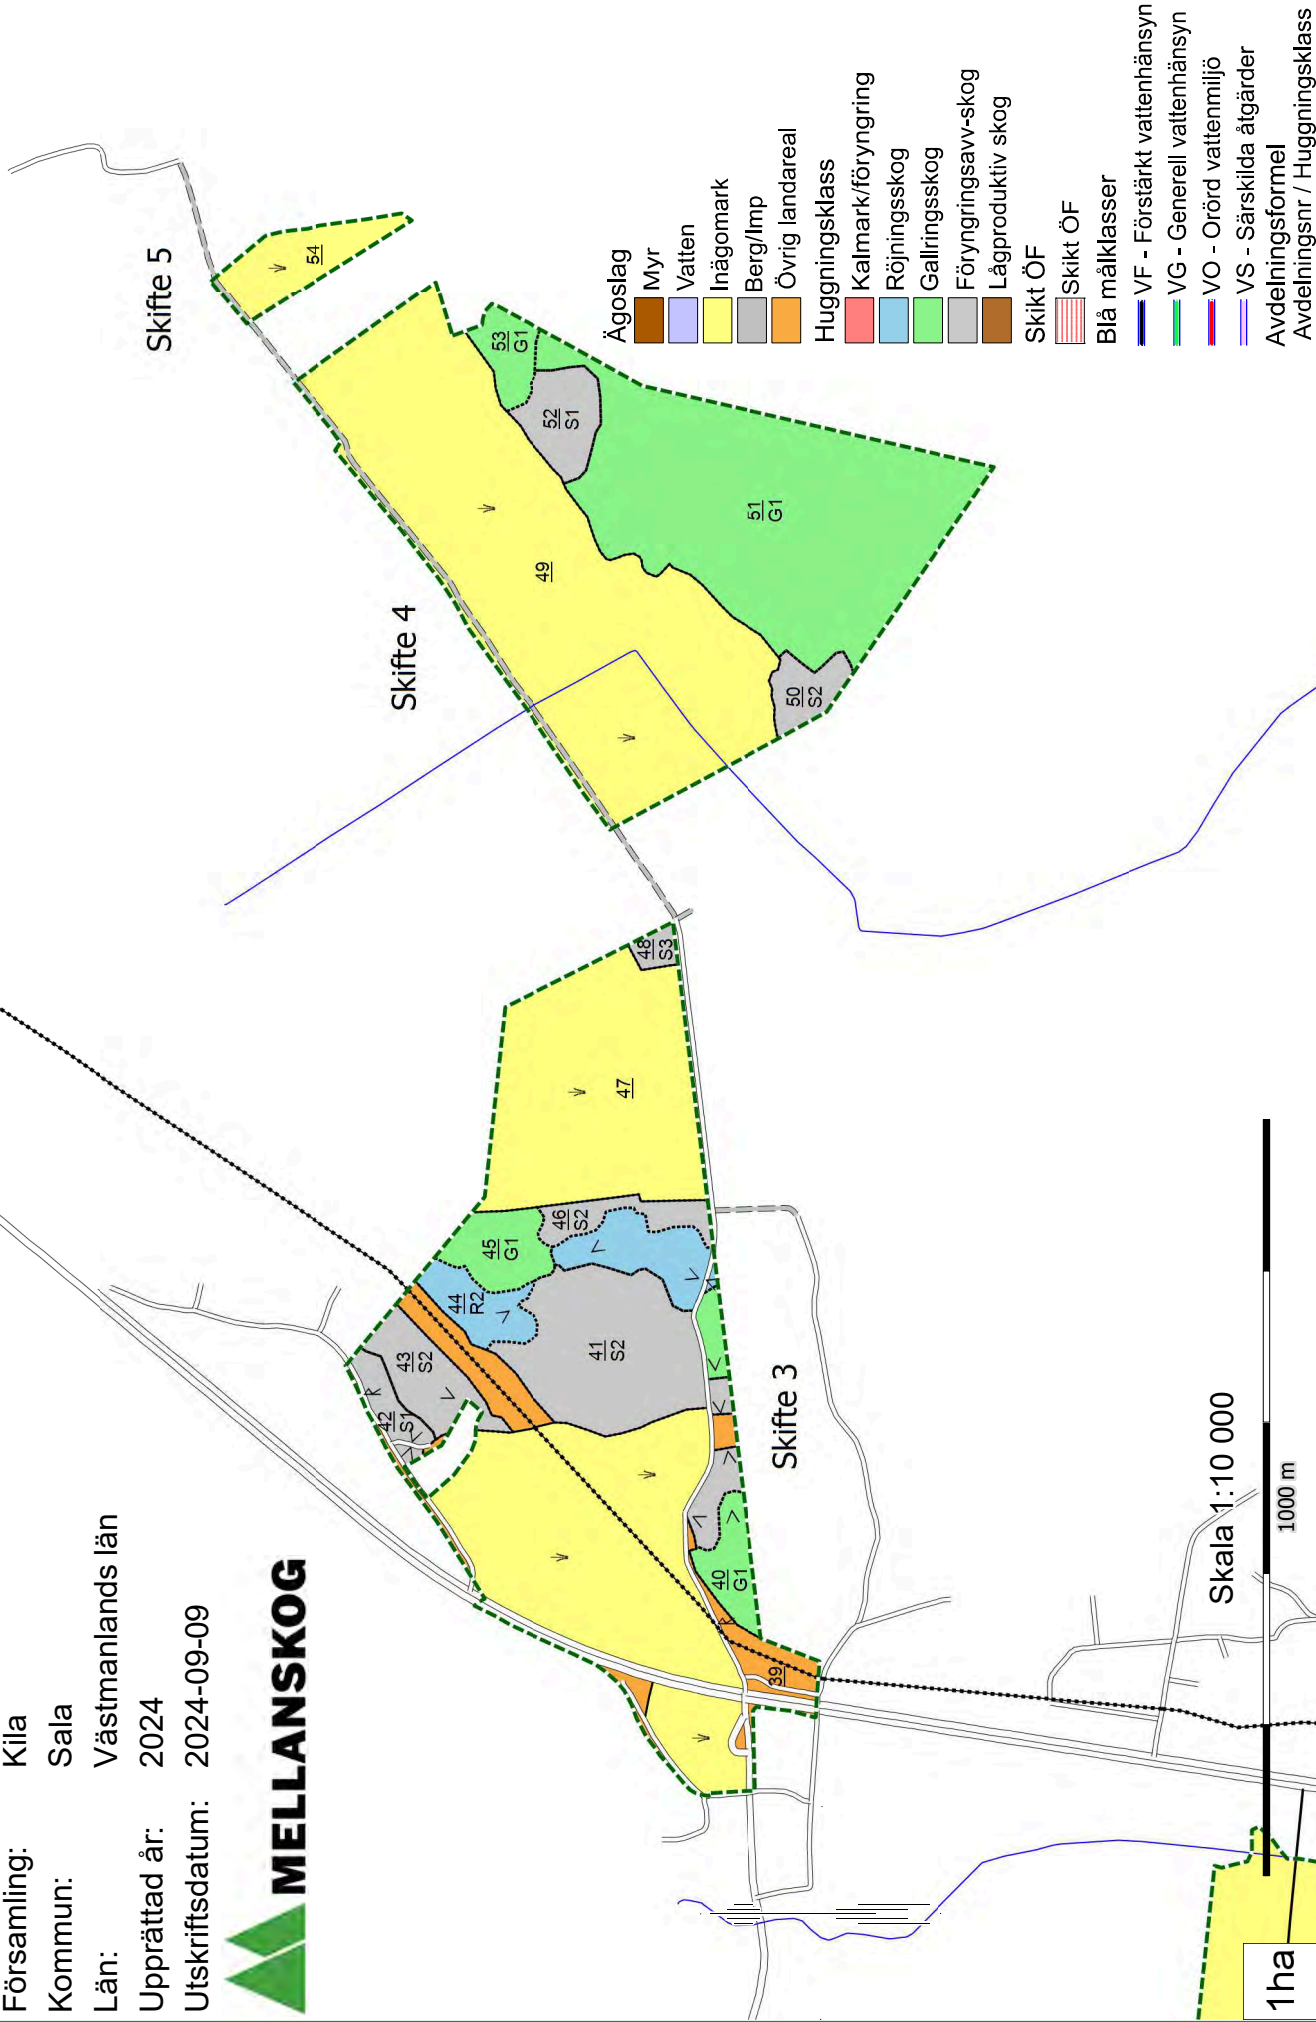 Församling: Kila
Kommun: Sala
Län: Västmanlands län
Upprättad år: 2024
Utskriftsdatum: 2024-09-09
MELLANSKOG
Skifte 3
Skifte 4
Skifte 5
39
40
G1
41
S2
42
S1
43
S2
44
R2
45
G1
46
S2
47
48
S3
49
50
S2
51
G1
52
S1
53
G1
54
Ägoslag
Myr
Vatten
Inägomark
Berg/Imp
Övrig landareal
Huggningsklass
Kalmark/föryngring
Röjningsskog
Gallringsskog
Föryngringsavv-skog
Lågproduktiv skog
Skikt ÖF
Skikt ÖF
Blå målklasser
VF - Förstärkt vattenhänsyn
VG - Generell vattenhänsyn
VO - Orörd vattenmiljö
VS - Särskilda åtgärder
Avdelningsformel
Avdelningsnr / Huggningsklass
Skala 1:10 000
1000 m
1ha